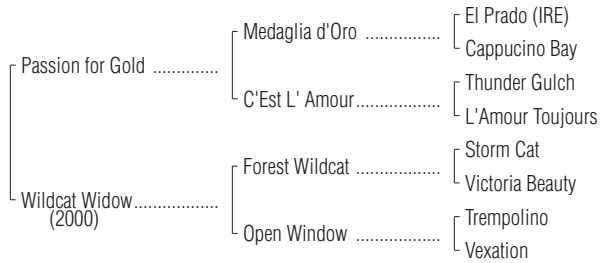 El Prado (IRE)
Medaglia d'Oro ................
Cappucino Bay
Passion for Gold ..............
Thunder Gulch
C'Est L' Amour..................
L'Amour Toujours
Storm Cat
Forest Wildcat ..................
Victoria Beauty
Wildcat Widow..................
(2000)
Trempolino
Open Window ..................
Vexation